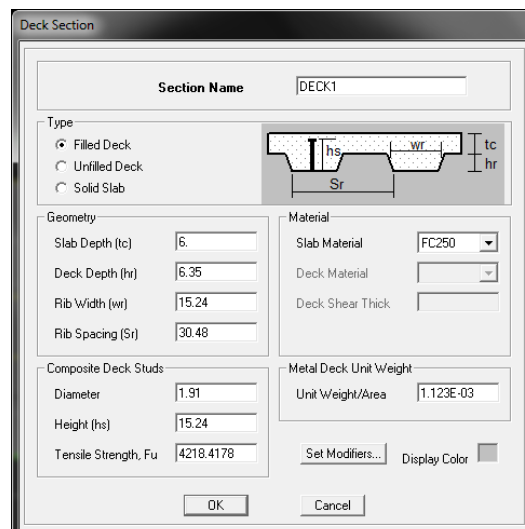 Deck Section
Section Name DECK1
Type
Filled Deck
Unfilled Deck
Solid Slab
hs
wr
tc
hr
Sr
Geometry
Slab Depth (tc) 6.
Deck Depth (hr) 6.35
Rib Width (wr) 15.24
Rib Spacing (Sr) 30.48
Material
Slab Material FC250
Deck Material
Deck Shear Thick
Composite Deck Studs
Diameter 1.91
Height (hs) 15.24
Tensile Strength, Fu 4218.4178
Metal Deck Unit Weight
Unit Weight/Area 1.123E-03
Set Modifiers... Display Color
OK Cancel